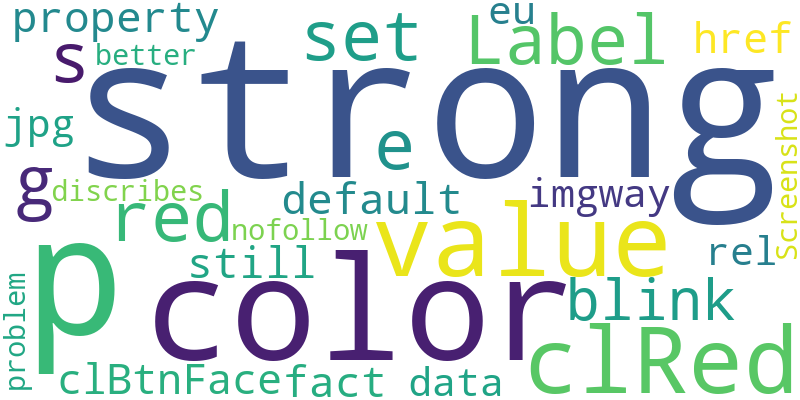 property
eu
set
Label
href
s
better
strong
jpg
e
Screenshot
g
discribes
default
imgway
red
nofollow
value
rel
p
still
color
blink
problem
clRed
clBtnFace
fact
data